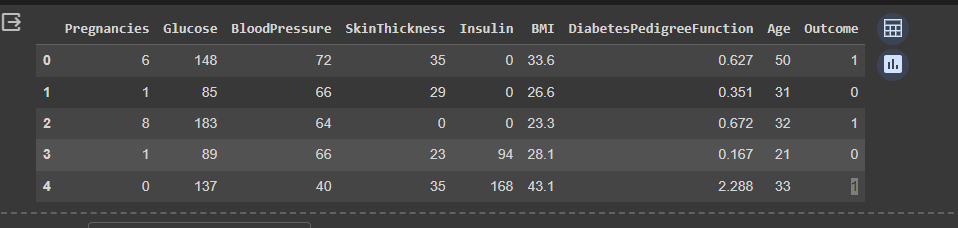 Pregnancies Glucose BloodPressure SkinThickness Insulin BMI DiabetesPedigreeFunction Age Outcome
0 6 148 72 35 0 33.6 0.627 50 1
1 1 85 66 29 0 26.6 0.351 31 0
2 8 183 64 0 0 23.3 0.672 32 1
3 1 89 66 23 94 28.1 0.167 21 0
4 0 137 40 35 168 43.1 2.288 33 1